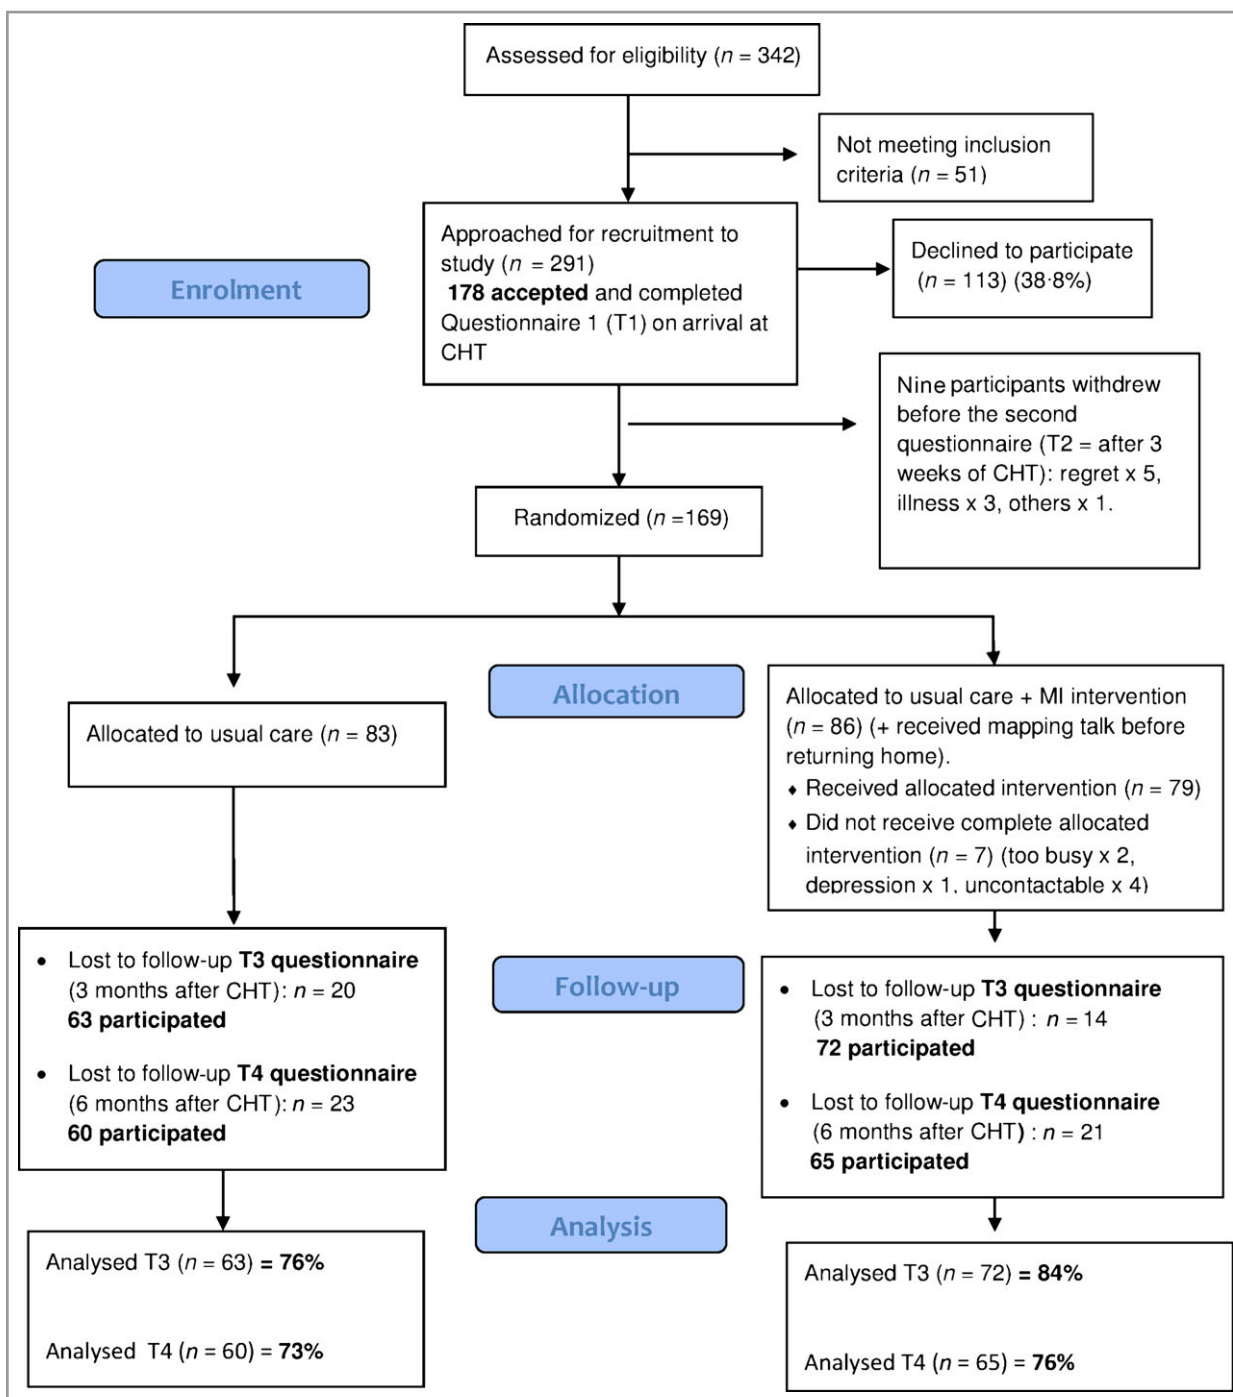 Assessed for eligibility (n = 342)
Not meeting inclusion
criteria (n = 51)
Approached for recruitment to
study (n = 291)
178 accepted and completed
Questionnaire 1 (T1) on arrival at
CHT
Declined to participate
(n = 113) (38·8%)
Enrolment
Nine participants withdrew
before the second
questionnaire (T2 = after 3
weeks of CHT): regret x 5,
illness x 3, others x 1.
Randomized (n =169)
Allocation
Allocated to usual care (n = 83)
Allocated to usual care + MI intervention
(n = 86) (+ received mapping talk before
returning home).
♦ Received allocated intervention (n = 79)
♦ Did not receive complete allocated
intervention (n = 7) (too busy x 2,
depression x 1, uncontactable x 4)
Follow-up
• Lost to follow-up T3 questionnaire
(3 months after CHT): n = 20
63 participated
• Lost to follow-up T4 questionnaire
(6 months after CHT): n = 23
60 participated
• Lost to follow-up T3 questionnaire
(3 months after CHT) : n = 14
72 participated
• Lost to follow-up T4 questionnaire
(6 months after CHT) : n = 21
65 participated
Analysis
Analysed T3 (n = 63) = 76%
Analysed T4 (n = 60) = 73%
Analysed T3 (n = 72) = 84%
Analysed T4 (n = 65) = 76%